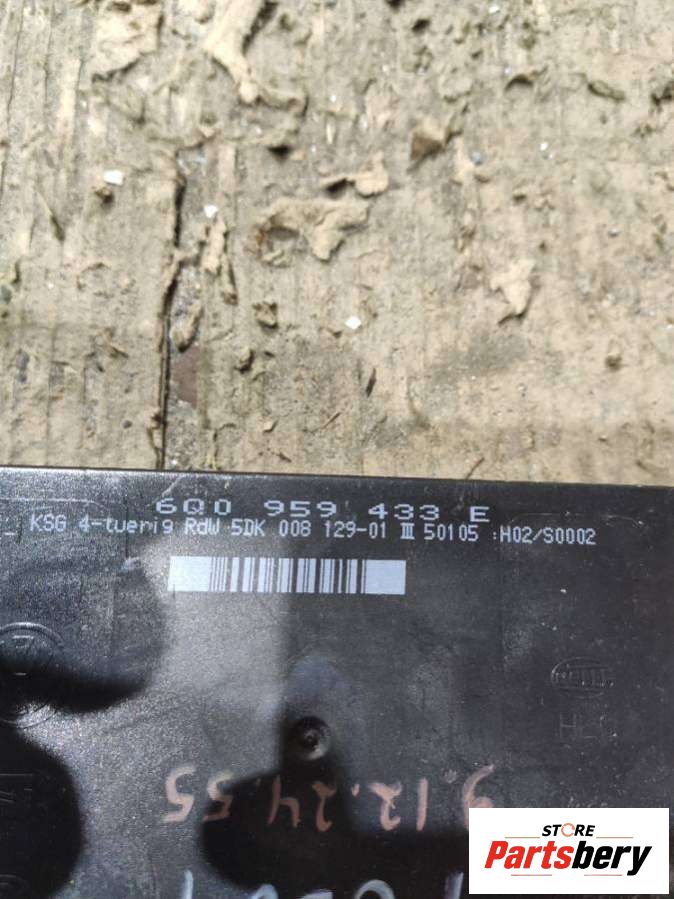 6Q0 959 433 E
KSG 4-tuerig RdW 5DK 008 129-01 III 50105 H02/S0002
HELLA
9.12.24.55
STORE
Partsbery